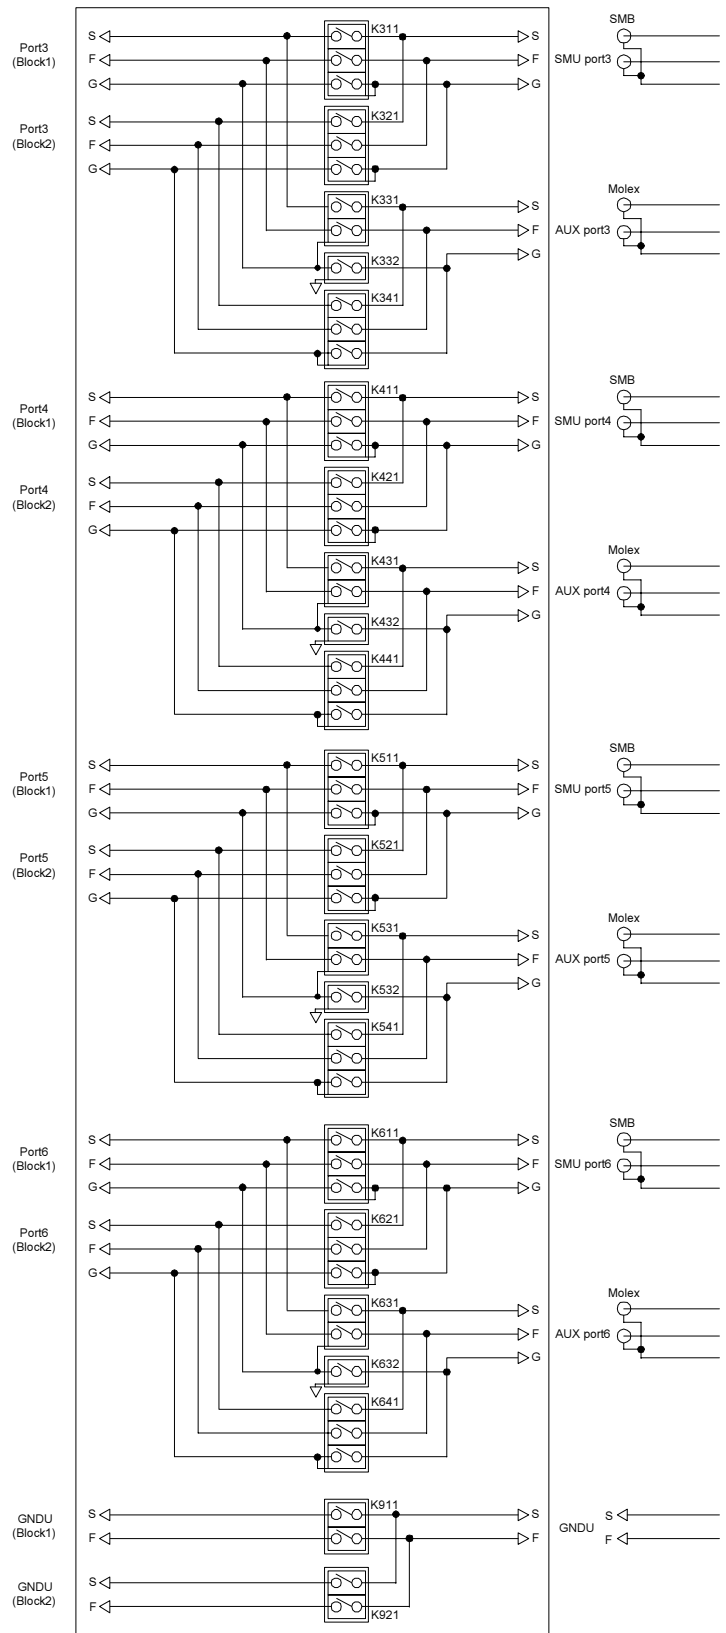 SMB
K311
S S
Port3
(Block1)
F F SMU port3
G G
K321
S
Port3
(Block2)
F
G
Molex
K331
S
F AUX port3
K332
G
K341
SMB
K411
S S
Port4
(Block1)
F F SMU port4
G G
K421
S
Port4
(Block2)
F
G
Molex
K431
S
F AUX port4
K432
G
K441
SMB
K511
S S
Port5
(Block1)
F F SMU port5
G G
K521
S
Port5
(Block2)
F
G
Molex
K531
S
F AUX port5
K532
G
K541
SMB
K611
S S
Port6
(Block1)
F F SMU port6
G G
K621
S
Port6
(Block2)
F
G
Molex
K631
S
F AUX port6
K632
G
K641
K911
S S S
GNDU
(Block1)
GNDU
F F F
S
GNDU
(Block2)
F
K921